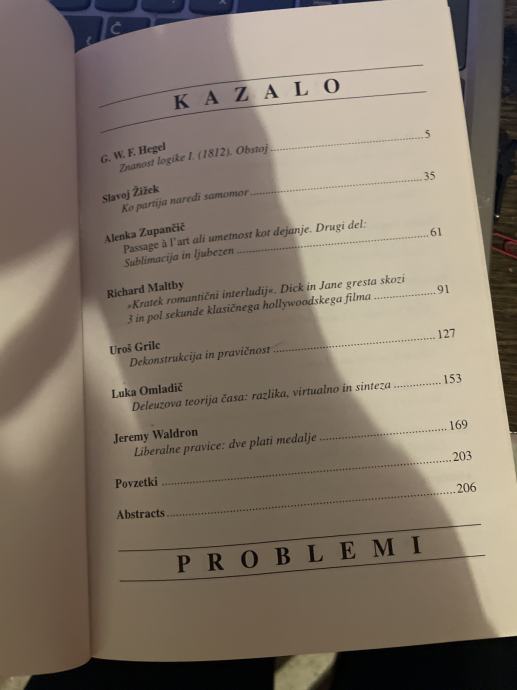 KAZALO
G. W. F. Hegel
Znanost logike I. (1812). Obstoj ..... 5
Slavoj Žižek
Ko partija naredi samomor ..... 35
Alenka Zupančič
Passage à l'art ali umetnost kot dejanje. Drugi del:
Sublimacija in ljubezen ..... 61
Richard Maltby
»Kratek romantični interludij«. Dick in Jane gresta skozi
3 in pol sekunde klasičnega hollywoodskega filma ..... 91
Uroš Grilc
Dekonstrukcija in pravičnost ..... 127
Luka Omladič
Deleuzova teorija časa: razlika, virtualno in sinteza ..... 153
Jeremy Waldron
Liberalne pravice: dve plati medalje ..... 169
Povzetki ..... 203
Abstracts ..... 206
PROBLEMI